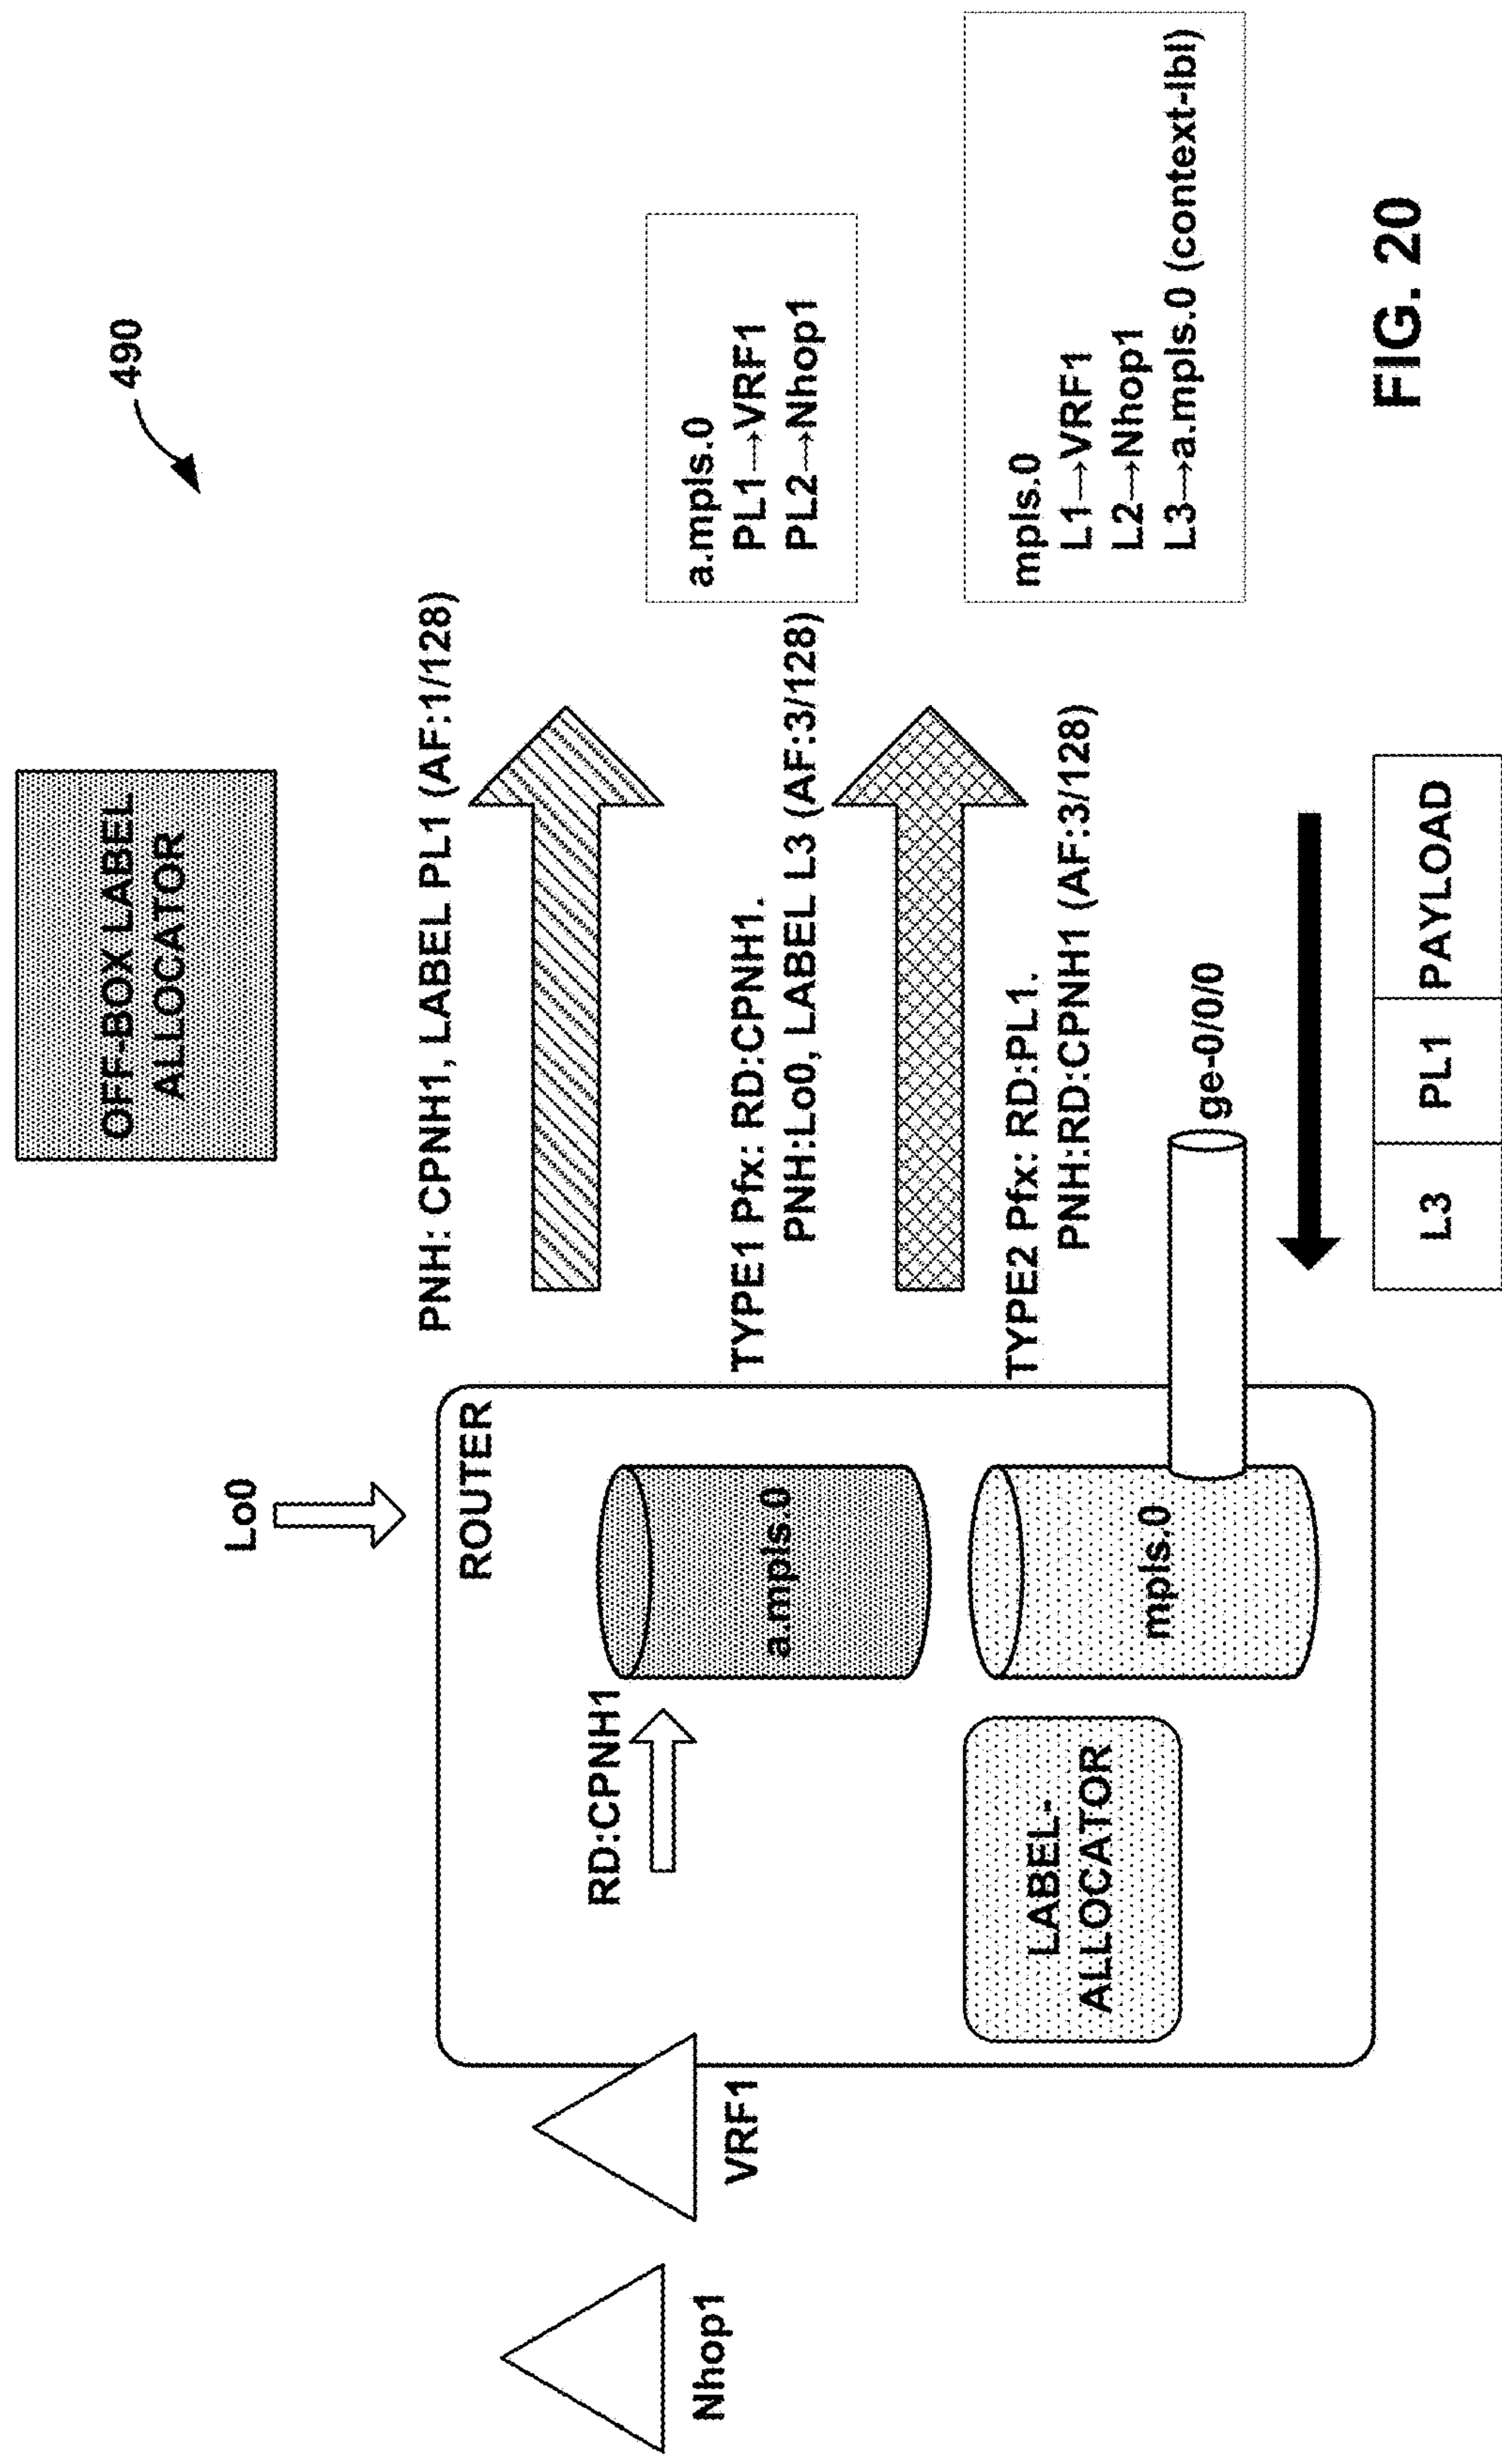 490
OFF-BOX LABEL
ALLOCATOR
Lo0
PNH: CPNH1, LABEL PL1 (AF:1/128)
ROUTER
RD:CPNH1
a.mpls.0
TYPE1 Pfx: RD:CPNH1.
PNH:Lo0, LABEL L3 (AF:3/128)
a.mpls.0
PL1→VRF1
PL2→Nhop1
Nhop1
VRF1
LABEL-
ALLOCATOR
mpls.0
TYPE2 Pfx: RD:PL1.
PNH:RD:CPNH1 (AF:3/128)
mpls.0
L1→VRF1
L2→Nhop1
L3→a.mpls.0 (context-lbl)
ge-0/0/0
L3 PL1 PAYLOAD
FIG. 20